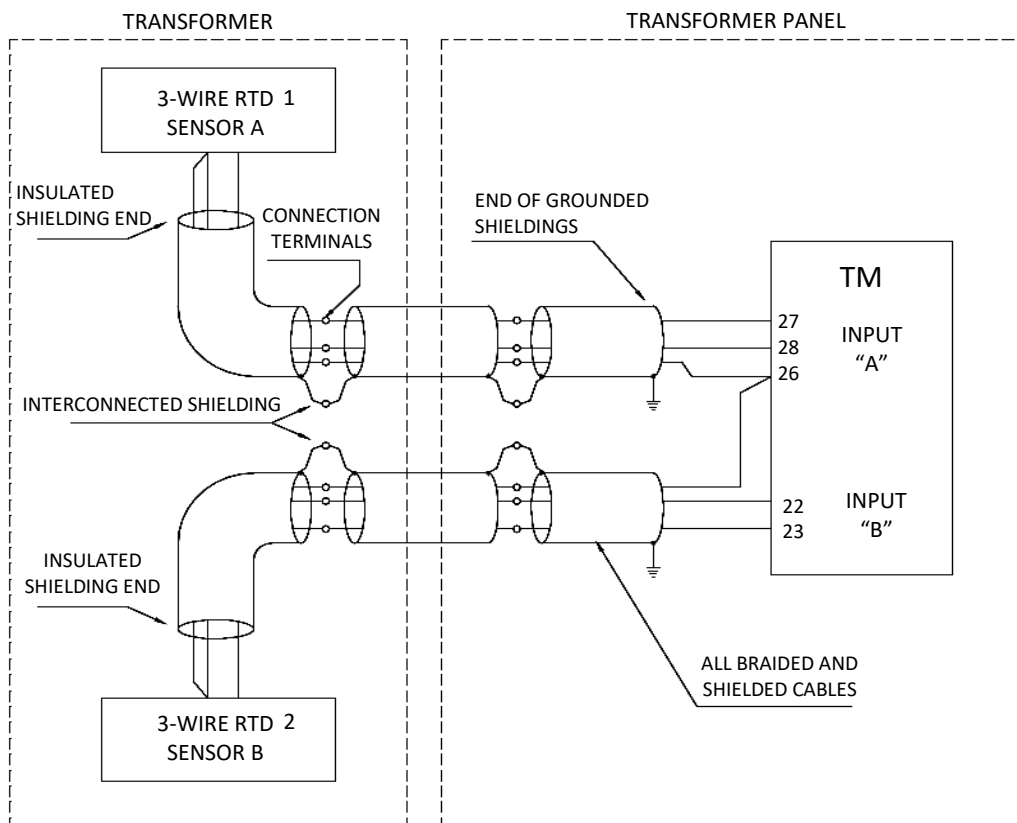 TRANSFORMER
TRANSFORMER PANEL
3-WIRE RTD 1
SENSOR A
INSULATED
SHIELDING END
CONNECTION
TERMINALS
END OF GROUNDED
SHIELDINGS
TM
27
28
26
INPUT
“A”
INTERCONNECTED SHIELDING
22
23
INPUT
“B”
INSULATED
SHIELDING END
ALL BRAIDED AND
SHIELDED CABLES
3-WIRE RTD 2
SENSOR B